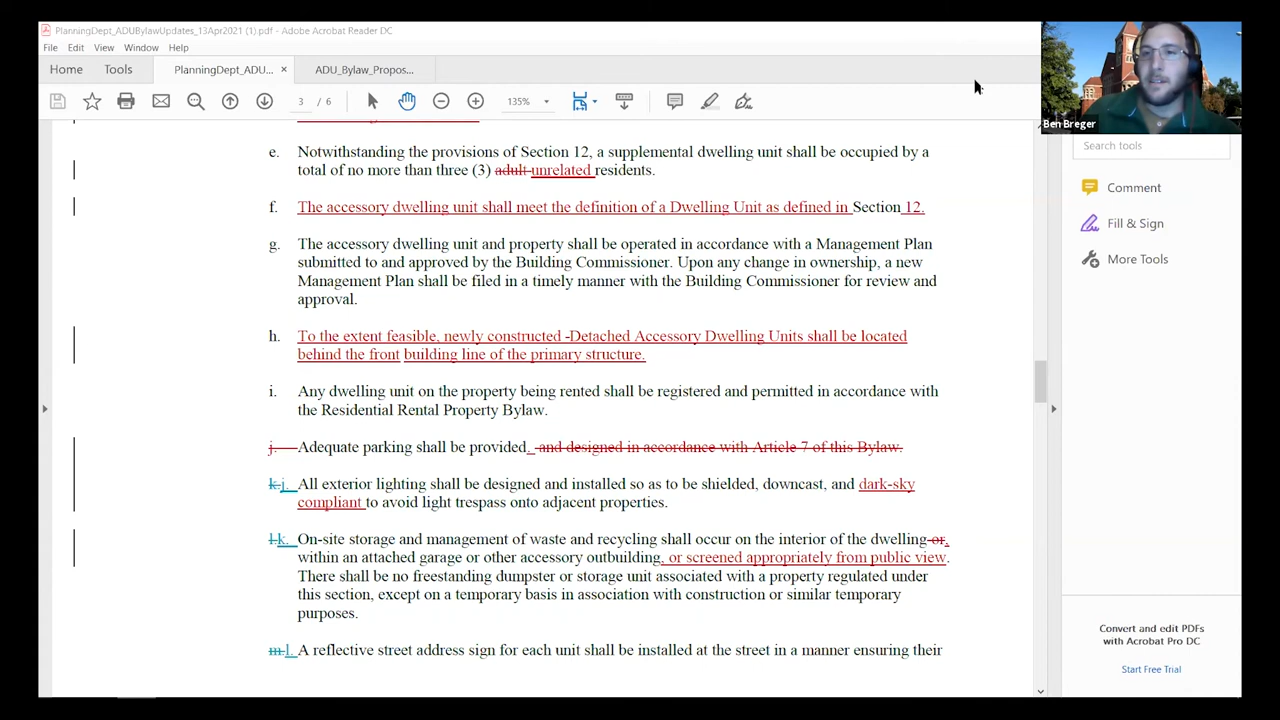 PlanningDept_ADUBylawUpdates_13Apr2021 (1).pdf - Adobe Acrobat Reader DC
File Edit View Window Help
Home Tools PlanningDept_ADU... × ADU_Bylaw_Propos...
3 / 6 135%
Ben Breger
Search tools
Comment
Fill & Sign
More Tools
e. Notwithstanding the provisions of Section 12, a supplemental dwelling unit shall be occupied by a
total of no more than three (3) adult unrelated residents.
f. The accessory dwelling unit shall meet the definition of a Dwelling Unit as defined in Section 12.
g. The accessory dwelling unit and property shall be operated in accordance with a Management Plan
submitted to and approved by the Building Commissioner. Upon any change in ownership, a new
Management Plan shall be filed in a timely manner with the Building Commissioner for review and
approval.
h. To the extent feasible, newly constructed -Detached Accessory Dwelling Units shall be located
behind the front building line of the primary structure.
i. Any dwelling unit on the property being rented shall be registered and permitted in accordance with
the Residential Rental Property Bylaw.
j. Adequate parking shall be provided. and designed in accordance with Article 7 of this Bylaw.
k.j. All exterior lighting shall be designed and installed so as to be shielded, downcast, and dark-sky
compliant to avoid light trespass onto adjacent properties.
l.k. On-site storage and management of waste and recycling shall occur on the interior of the dwelling or,
within an attached garage or other accessory outbuilding, or screened appropriately from public view.
There shall be no freestanding dumpster or storage unit associated with a property regulated under
this section, except on a temporary basis in association with construction or similar temporary
purposes.
m.l. A reflective street address sign for each unit shall be installed at the street in a manner ensuring their
Convert and edit PDFs
with Acrobat Pro DC
Start Free Trial